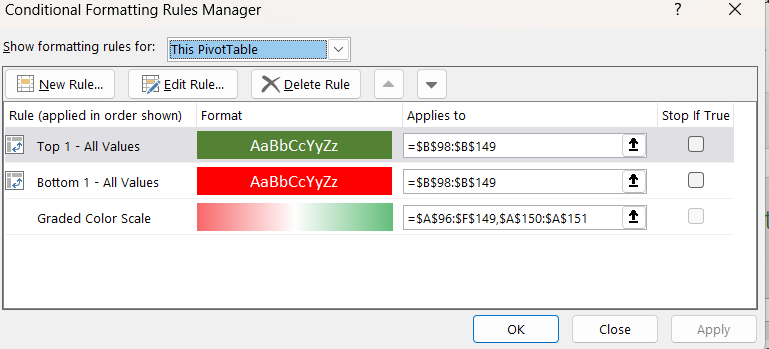 Conditional Formatting Rules Manager ?
Show formatting rules for: This PivotTable
New Rule... Edit Rule... Delete Rule
Rule (applied in order shown) Format Applies to Stop If True
Top 1 - All Values AaBbCcYyZz =$B$98:$B$149
Bottom 1 - All Values AaBbCcYyZz =$B$98:$B$149
Graded Color Scale =$A$96:$F$149,$A$150:$A$151
OK Close Apply